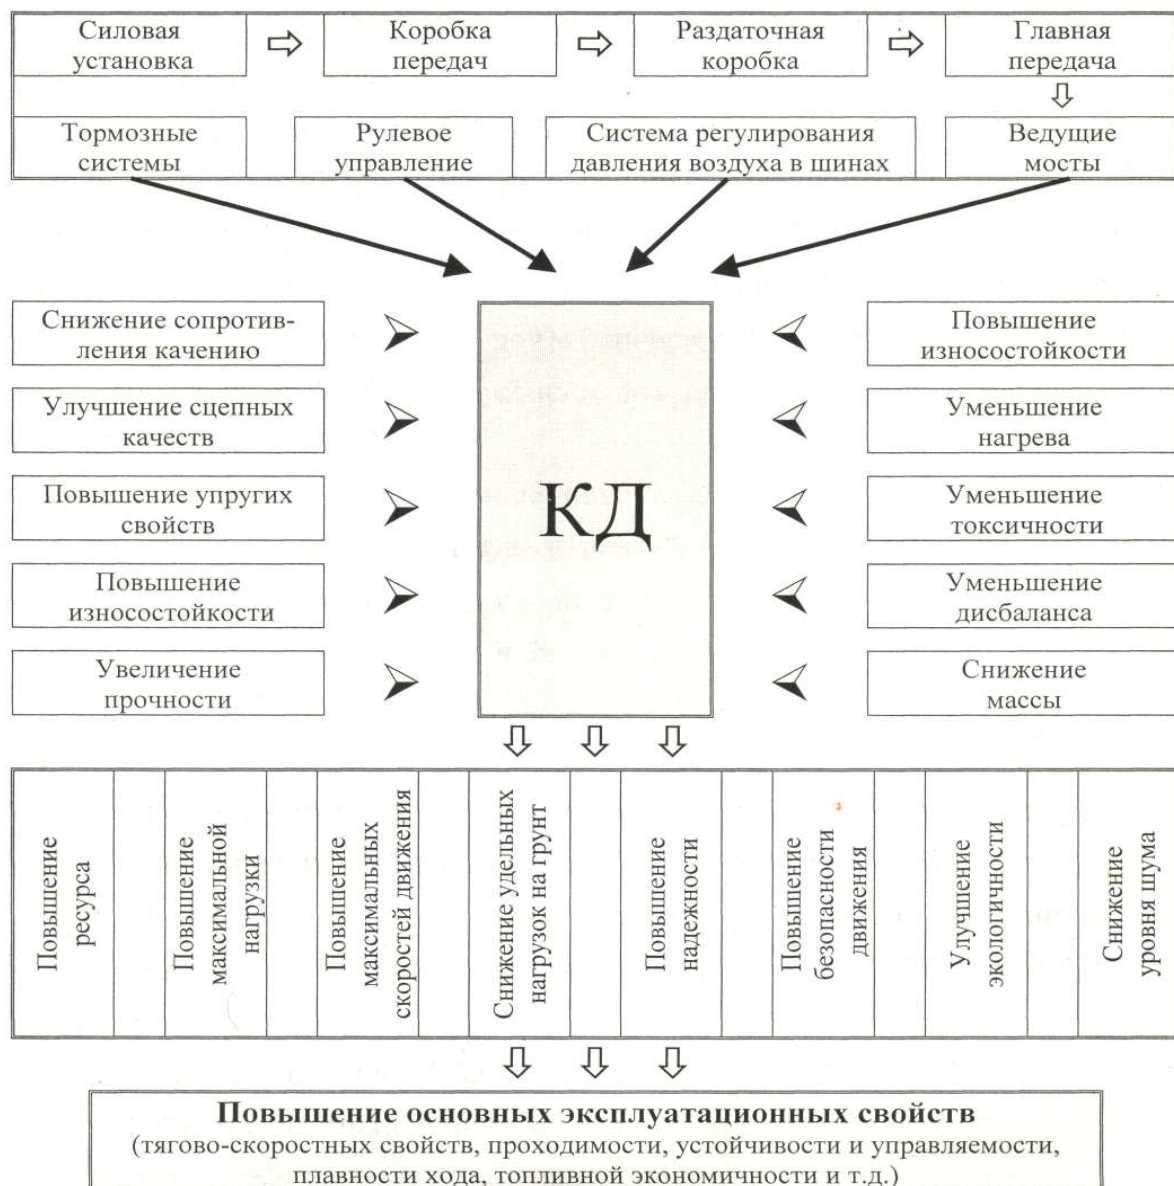 Силовая
установка
Коробка
передач
Раздаточная
коробка
Главная
передача
Тормозные
системы
Рулевое
управление
Система регулирования
давления воздуха в шинах
Ведущие
мосты
Снижение сопротив-
ления качению
Улучшение сцепных
качеств
Повышение упругих
свойств
Повышение
износостойкости
Увеличение
прочности
КД
Повышение
износостойкости
Уменьшение
нагрева
Уменьшение
токсичности
Уменьшение
дисбаланса
Снижение
массы
Повышение
ресурса
Повышение
максимальной
нагрузки
Повышение
максимальных
скоростей движения
Снижение удельных
нагрузок на грунт
Повышение
надежности
Повышение
безопасности
движения
Улучшение
экологичности
Снижение
уровня шума
Повышение основных эксплуатационных свойств
(тягово-скоростных свойств, проходимости, устойчивости и управляемости,
плавности хода, топливной экономичности и т.д.)